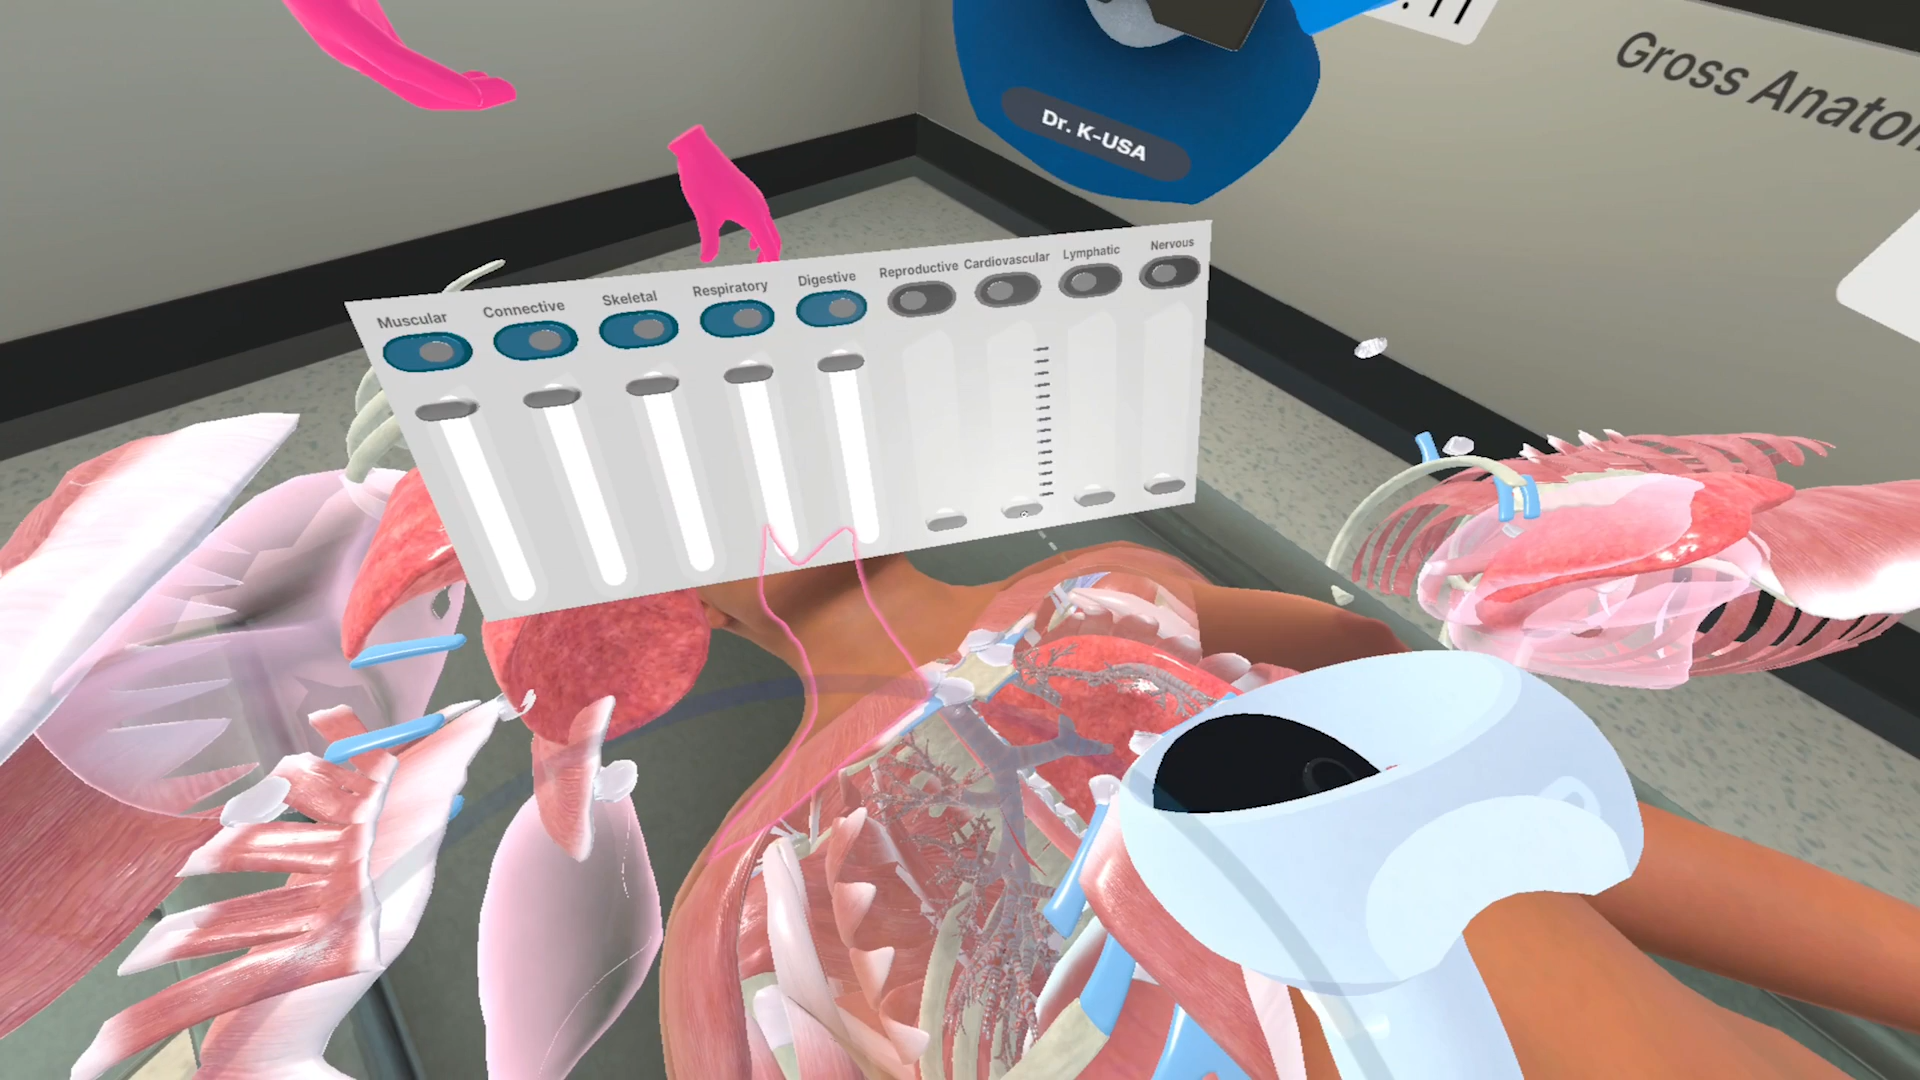 Gross Anato
Dr. K-USA
Muscular
Connective
Skeletal
Respiratory
Digestive
Reproductive
Cardiovascular
Lymphatic
Nervous